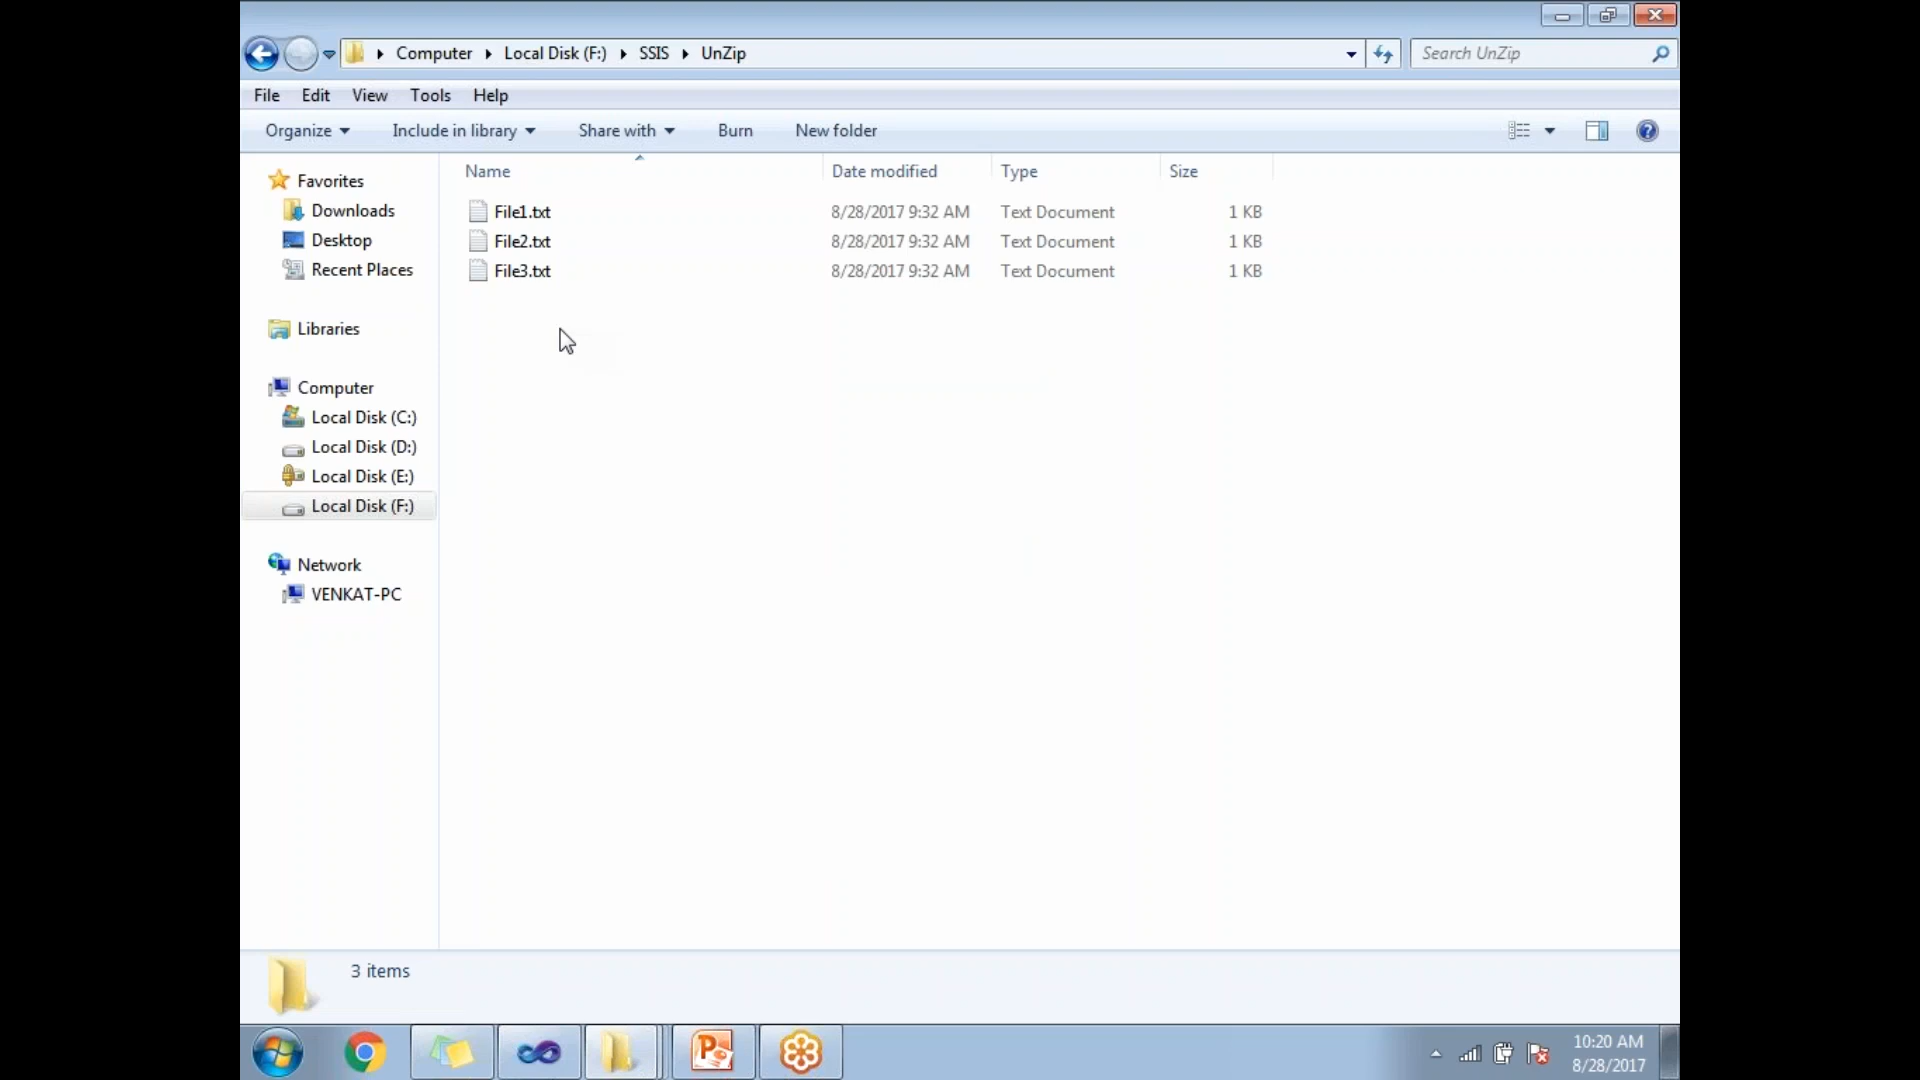 Computer Local Disk (F:) SSIS UnZip
Search UnZip
File Edit View Tools Help
Organize Include in library Share with Burn New folder
Name Date modified Type Size
File1.txt 8/28/2017 9:32 AM Text Document 1 KB
File2.txt 8/28/2017 9:32 AM Text Document 1 KB
File3.txt 8/28/2017 9:32 AM Text Document 1 KB
Favorites
Downloads
Desktop
Recent Places
Libraries
Computer
Local Disk (C:)
Local Disk (D:)
Local Disk (E:)
Local Disk (F:)
Network
VENKAT-PC
3 items
10:20 AM
8/28/2017